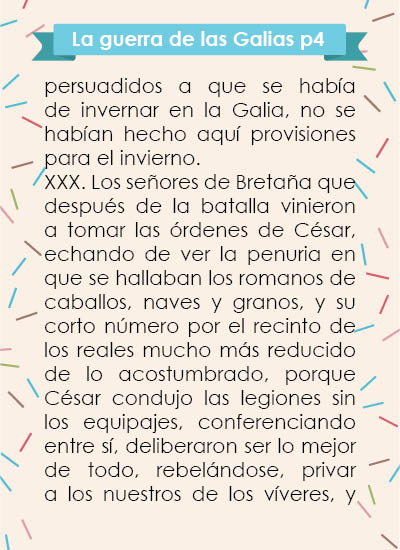 La guerra de las Galias p4
persuadidos a que se había
de invernar en la Galia, no se
habían hecho aquí provisiones
para el invierno.
XXX. Los señores de Bretaña que
después de la batalla vinieron
a tomar las órdenes de César,
echando de ver la penuria en
que se hallaban los romanos de
caballos, naves y granos, y su
corto número por el recinto de
los reales mucho más reducido
de lo acostumbrado, porque
César condujo las legiones sin
los equipajes, conferenciando
entre sí, deliberaron ser lo mejor
de todo, rebelándose, privar
a los nuestros de los víveres, y